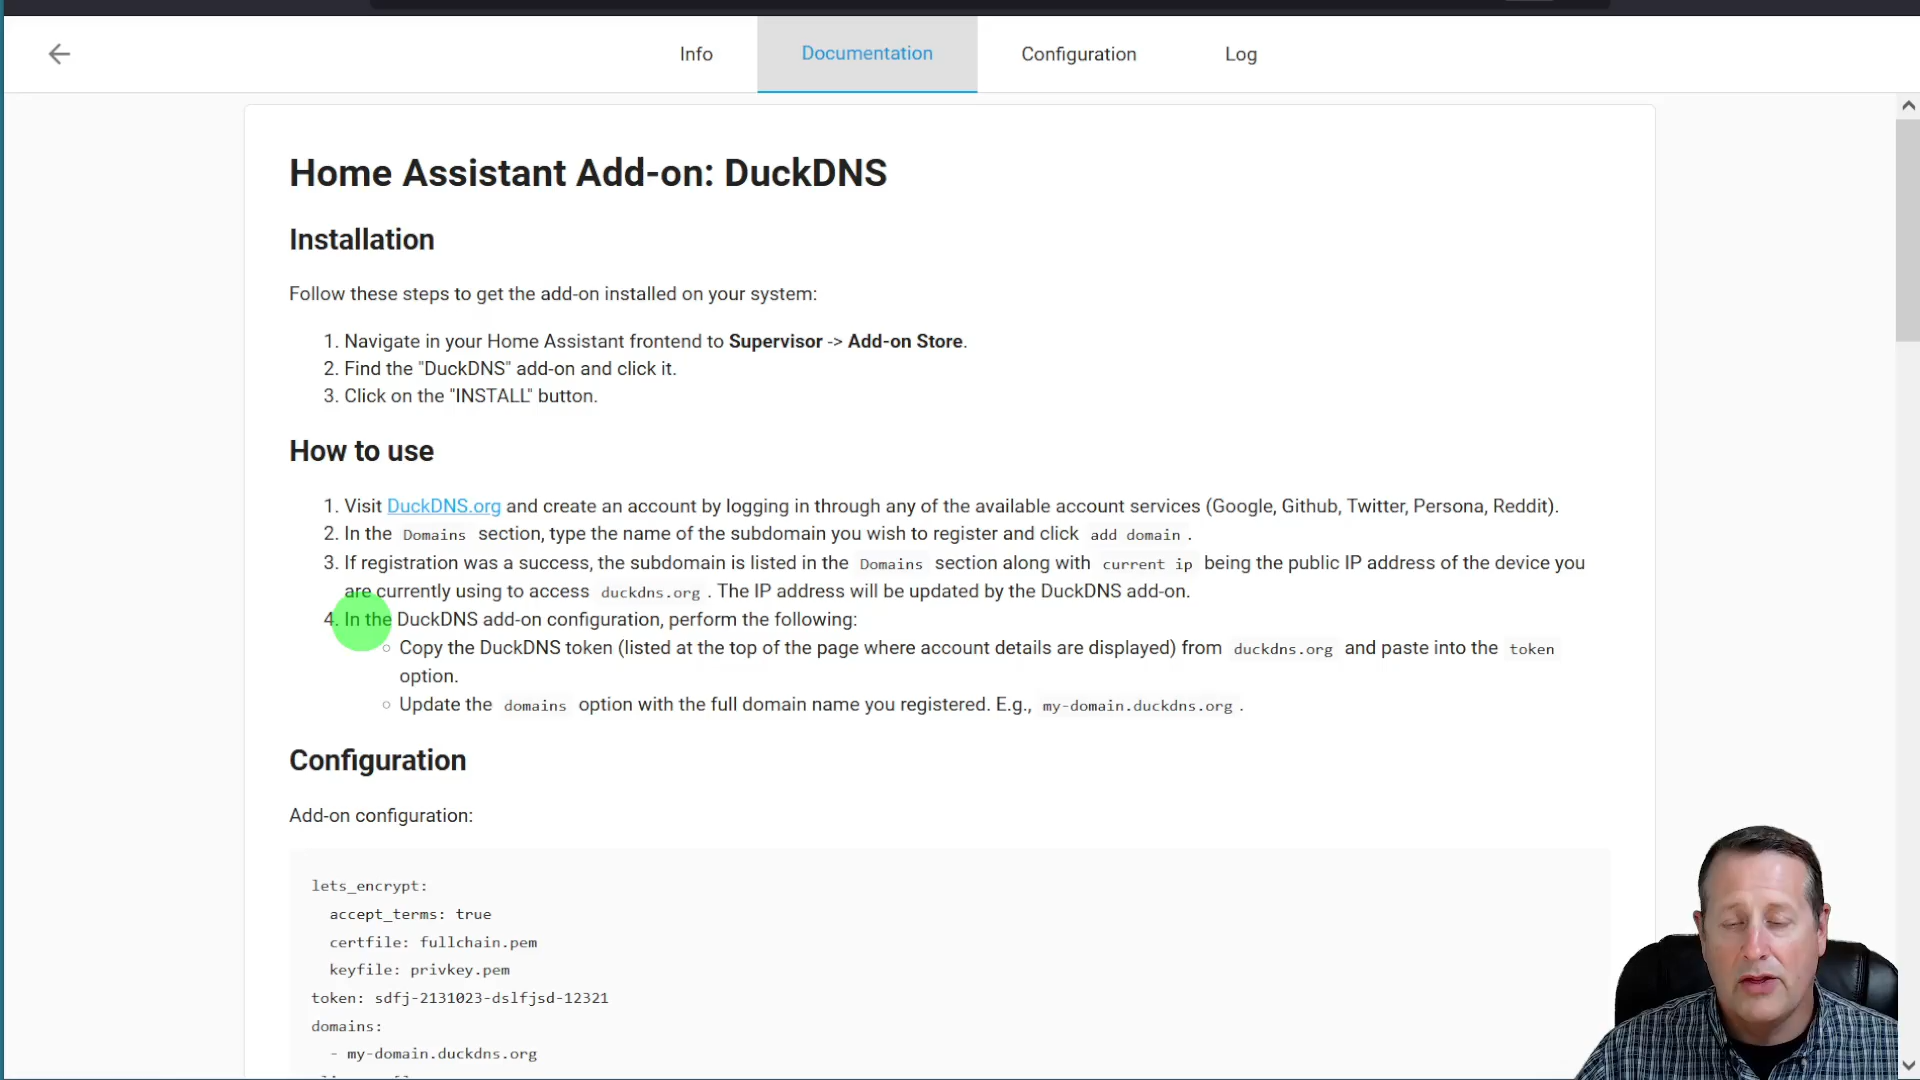 Info
Documentation
Configuration
Log
Home Assistant Add-on: DuckDNS
Installation
Follow these steps to get the add-on installed on your system:
1. Navigate in your Home Assistant frontend to Supervisor -> Add-on Store.
2. Find the "DuckDNS" add-on and click it.
3. Click on the "INSTALL" button.
How to use
1. Visit DuckDNS.org and create an account by logging in through any of the available account services (Google, Github, Twitter, Persona, Reddit).
2. In the Domains section, type the name of the subdomain you wish to register and click add domain.
3. If registration was a success, the subdomain is listed in the Domains section along with current ip being the public IP address of the device you
are currently using to access duckdns.org. The IP address will be updated by the DuckDNS add-on.
4. In the DuckDNS add-on configuration, perform the following:
○ Copy the DuckDNS token (listed at the top of the page where account details are displayed) from duckdns.org and paste into the token
option.
○ Update the domains option with the full domain name you registered. E.g., my-domain.duckdns.org.
Configuration
Add-on configuration:
lets_encrypt:
accept_terms: true
certfile: fullchain.pem
keyfile: privkey.pem
token: sdfj-2131023-dslfjsd-12321
domains:
- my-domain.duckdns.org